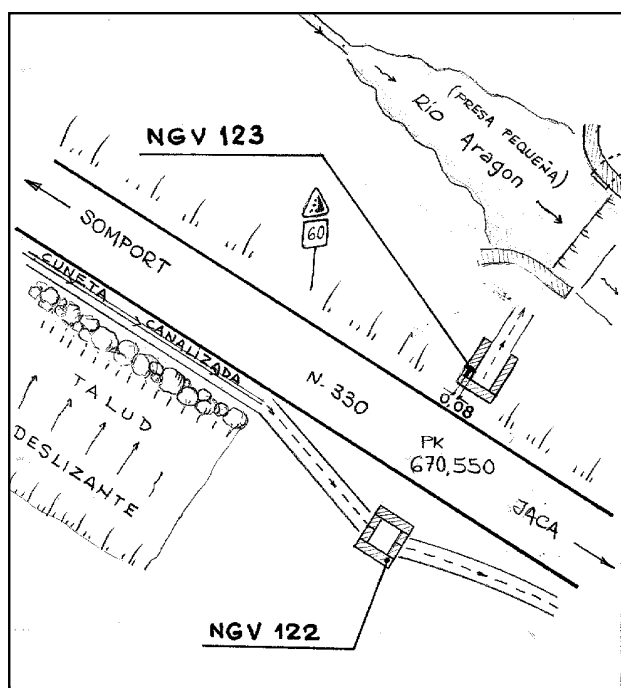 (PRESA PEQUEÑA)
Río
Aragon
NGV 123
SOMPORT
60
CUNETA
CANALIZADA
N-330
0,08
TALUD
DESLIZANTE
PK
670,550
JACA
NGV 122